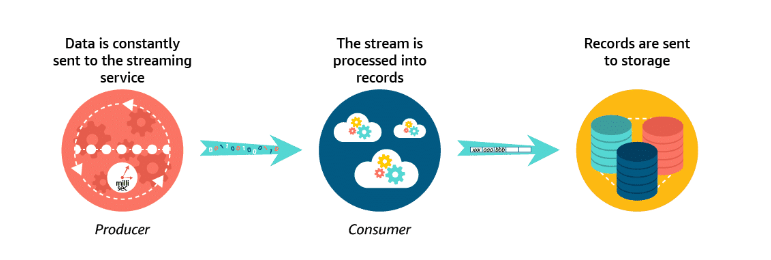 Data is constantly
sent to the streaming
service
The stream is
processed into
records
Records are sent
to storage
milli
sec
Producer
Consumer